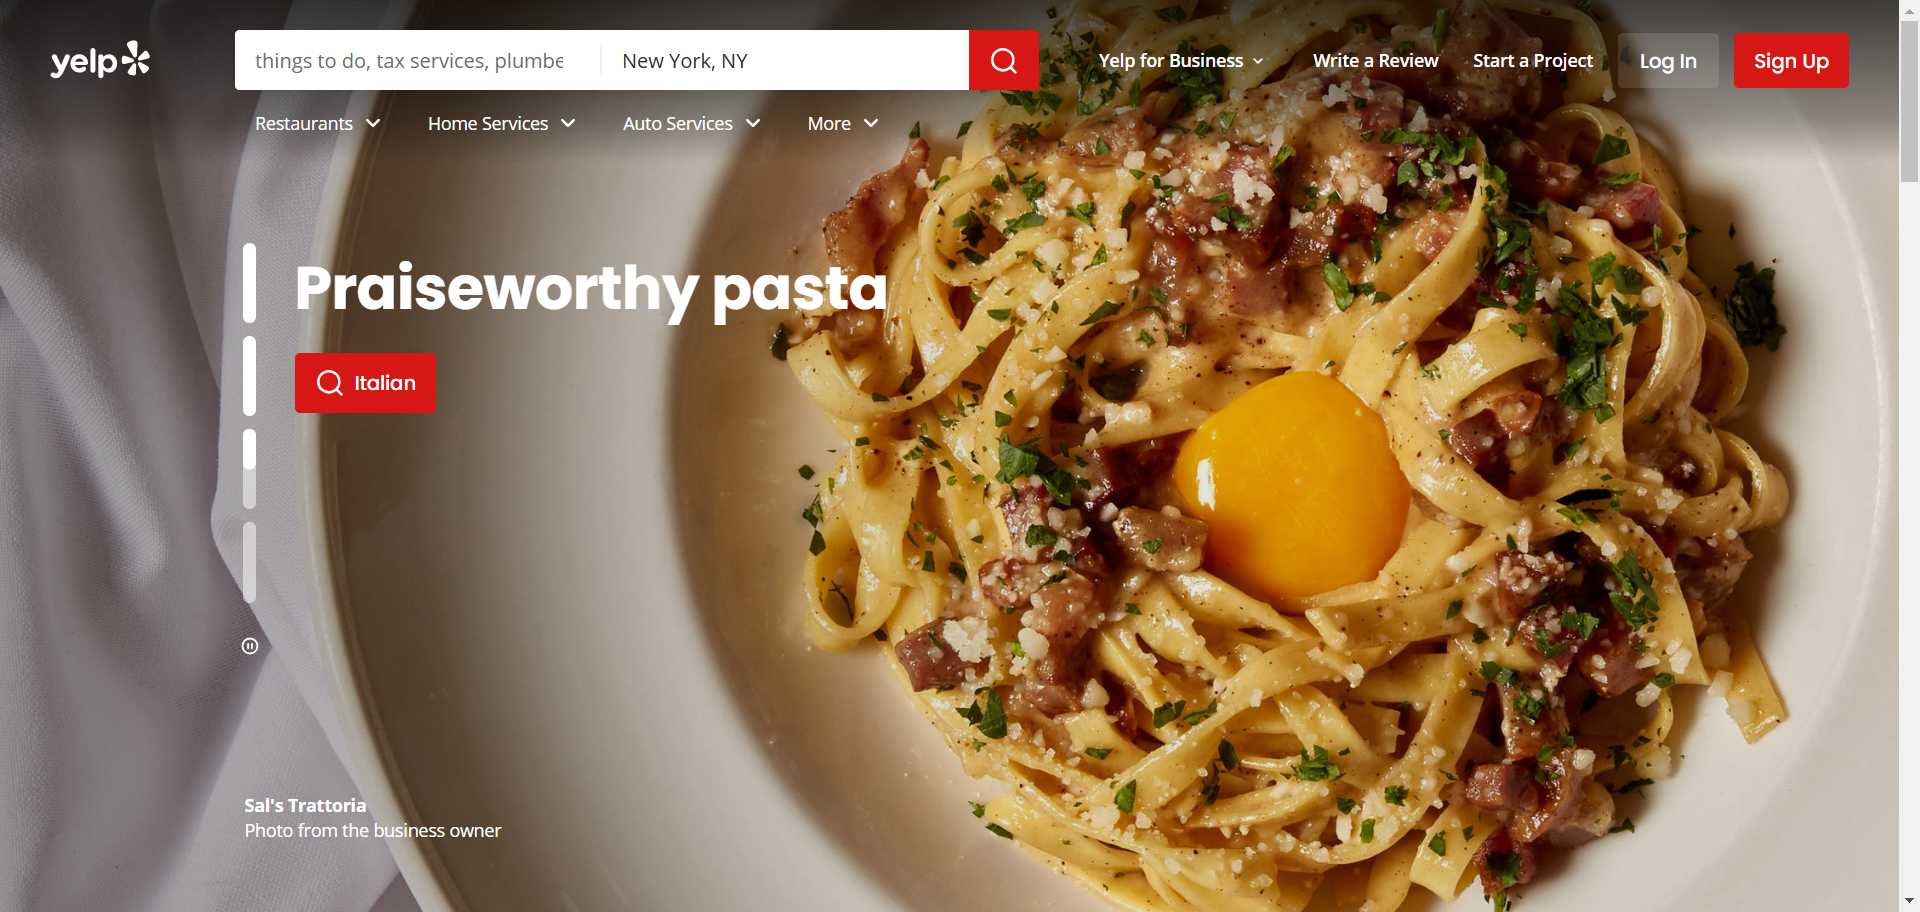 yelp
things to do, tax services, plumbe
New York, NY
Yelp for Business
Write a Review
Start a Project
Log In
Sign Up
Restaurants
Home Services
Auto Services
More
Praiseworthy pasta
Italian
Sal's Trattoria
Photo from the business owner